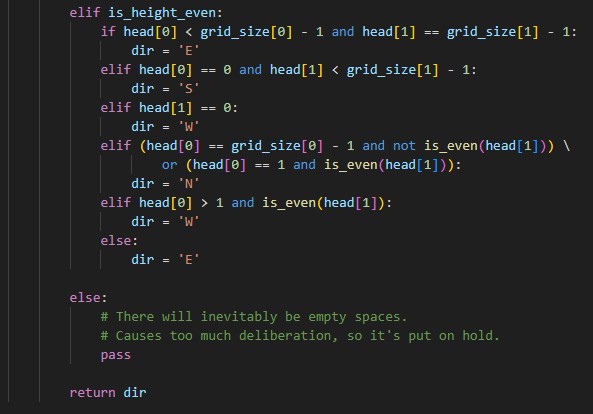 elif is_height_even:
if head[0] < grid_size[0] - 1 and head[1] == grid_size[1] - 1:
dir = 'E'
elif head[0] == 0 and head[1] < grid_size[1] - 1:
dir = 'S'
elif head[1] == 0:
dir = 'W'
elif (head[0] == grid_size[0] - 1 and not is_even(head[1])) \
or (head[0] == 1 and is_even(head[1])):
dir = 'N'
elif head[0] > 1 and is_even(head[1]):
dir = 'W'
else:
dir = 'E'
else:
# There will inevitably be empty spaces.
# Causes too much deliberation, so it's put on hold.
pass
return dir